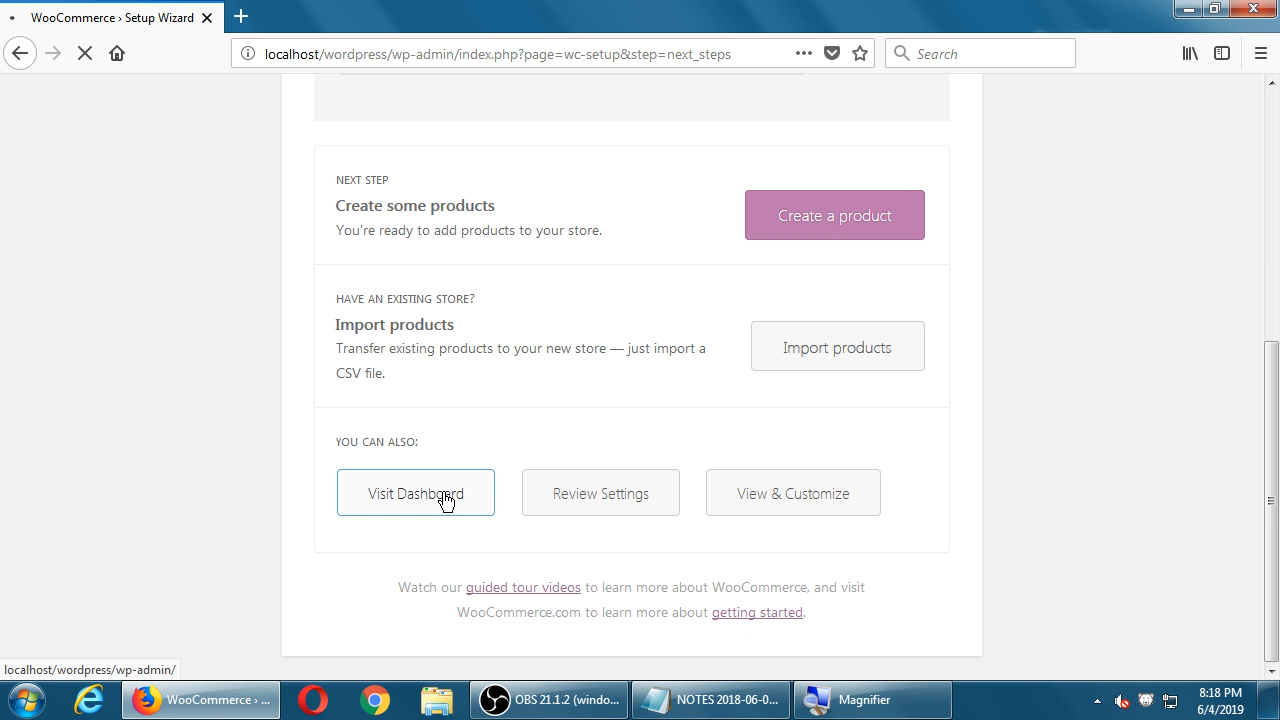 WooCommerce › Setup Wizard
localhost/wordpress/wp-admin/index.php?page=wc-setup&step=next_steps
Search
NEXT STEP
Create some products
You're ready to add products to your store.
Create a product
HAVE AN EXISTING STORE?
Import products
Transfer existing products to your new store — just import a
CSV file.
Import products
YOU CAN ALSO:
Visit Dashboard
Review Settings
View & Customize
Watch our guided tour videos to learn more about WooCommerce, and visit
WooCommerce.com to learn more about getting started.
localhost/wordpress/wp-admin/
WooCommerce › ...
OBS 21.1.2 (windo...
NOTES 2018-06-0...
Magnifier
8:18 PM
6/4/2019